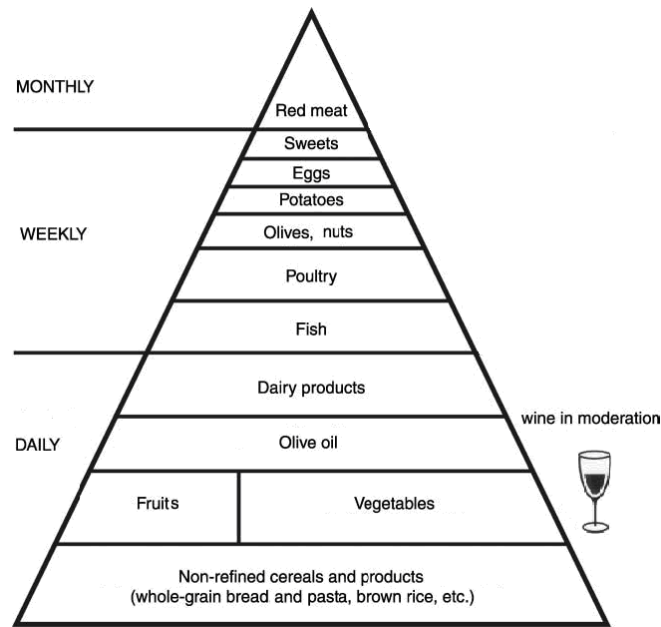 MONTHLY
Red meat
Sweets
Eggs
Potatoes
WEEKLY
Olives, nuts
Poultry
Fish
Dairy products
wine in moderation
DAILY
Olive oil
Fruits
Vegetables
Non-refined cereals and products
(whole-grain bread and pasta, brown rice, etc.)